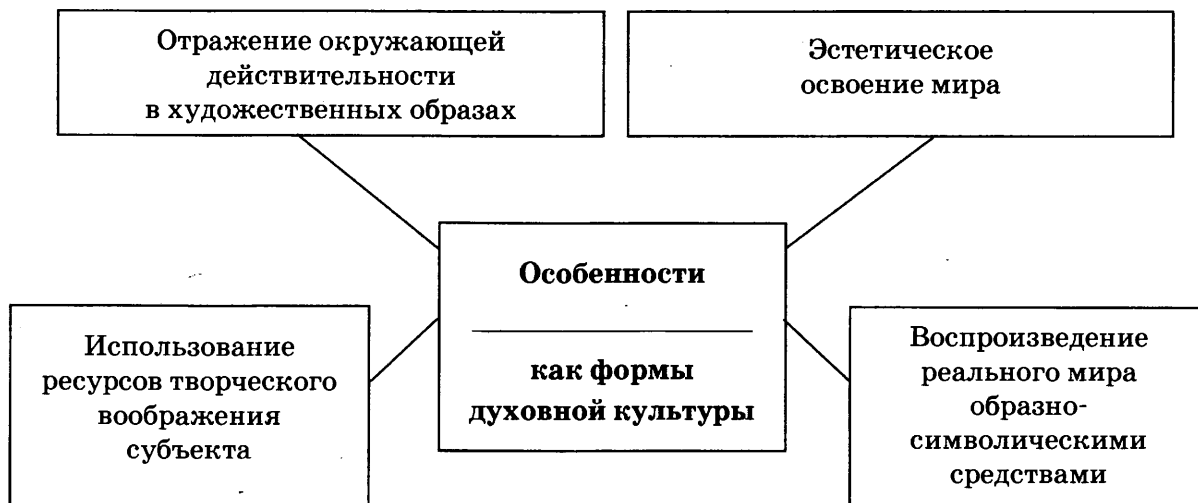 Отражение окружающей
действительности
в художественных образах
Эстетическое
освоение мира
Особенности
как формы
духовной культуры
Использование
ресурсов творческого
воображения
субъекта
Воспроизведение
реального мира
образно-
символическими
средствами